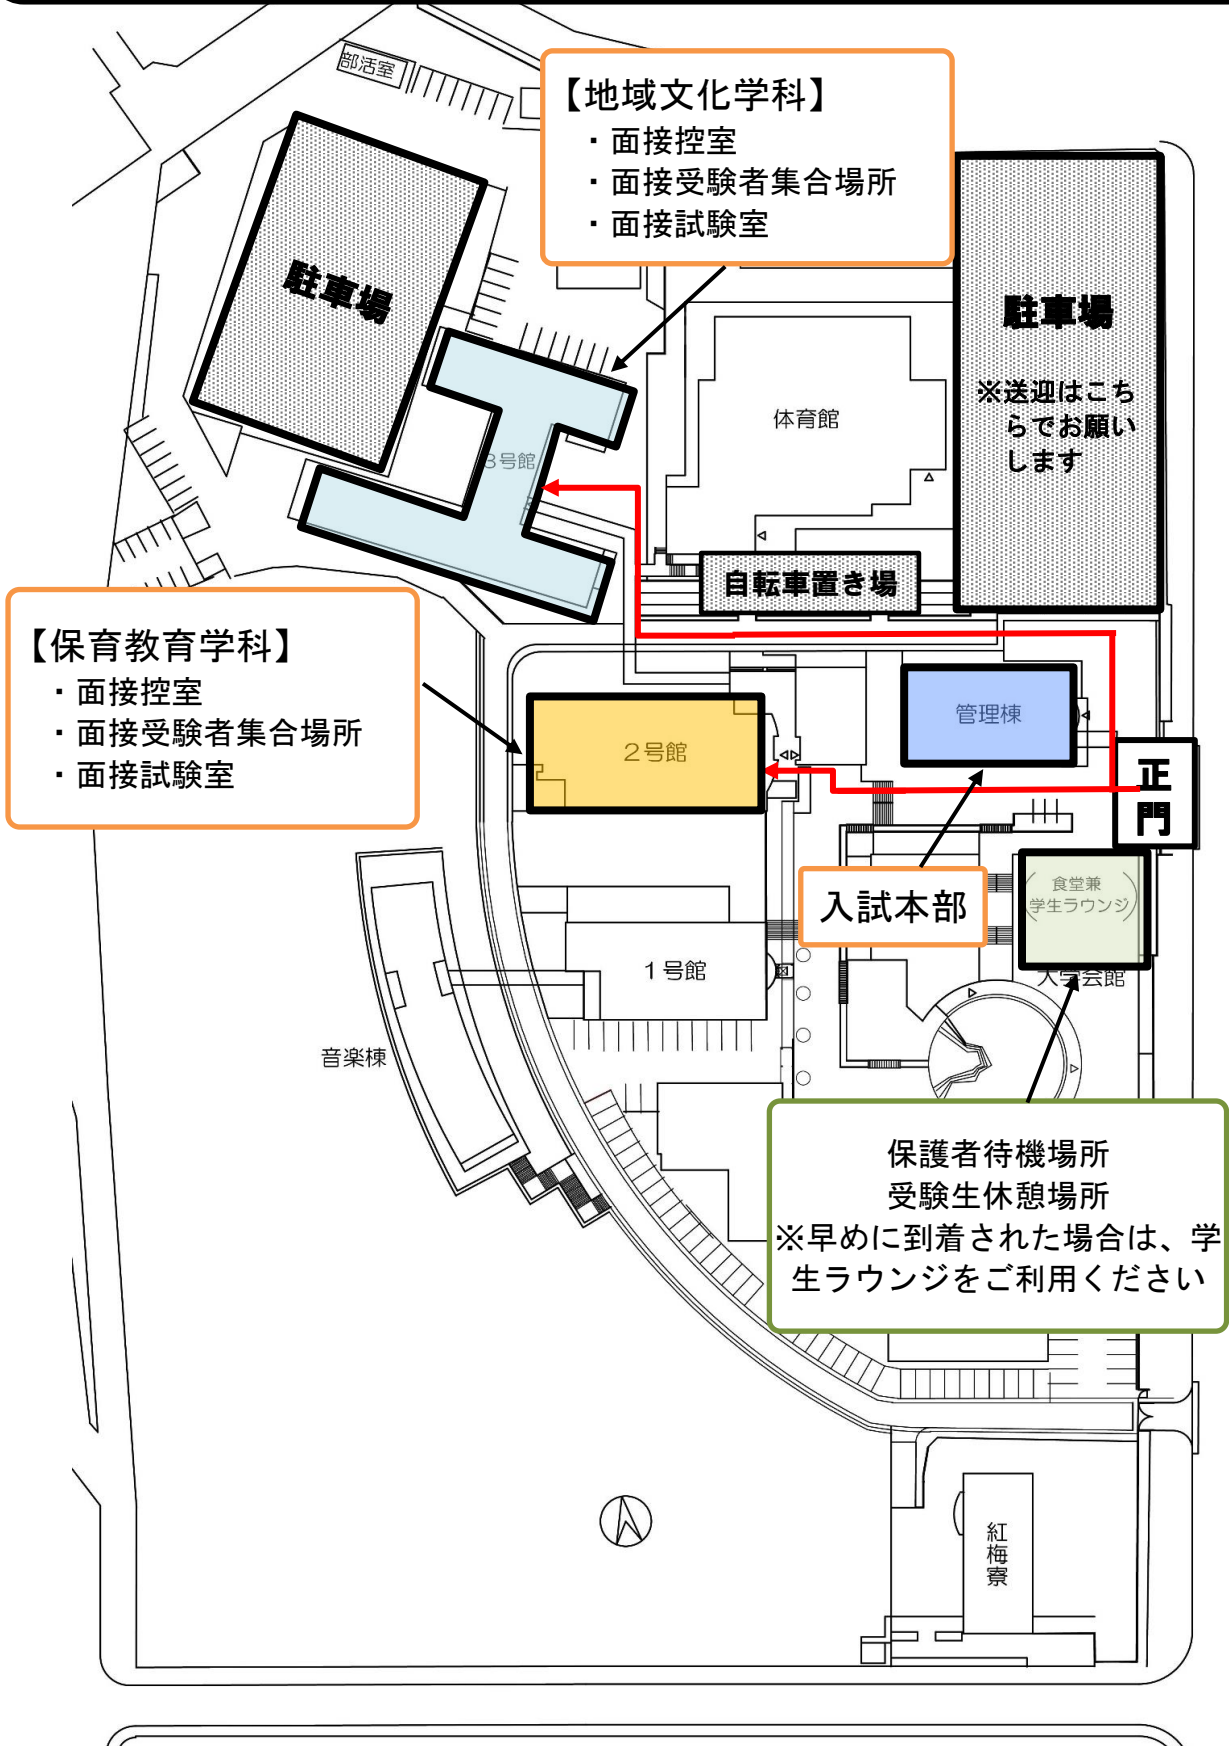 部活室
【地域文化学科】
・面接控室
・面接受験者集合場所
・面接試験室
駐車場
駐車場
※送迎はこち
らでお願い
します
体育館
3号館
自転車置き場
【保育教育学科】
・面接控室
・面接受験者集合場所
・面接試験室
2号館
管理棟
正
門
入試本部
食堂兼
学生ラウンジ
大学会館
1号館
音楽棟
保護者待機場所
受験生休憩場所
※早めに到着された場合は、学
生ラウンジをご利用ください
紅梅寮